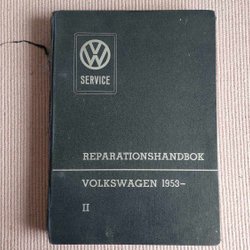 VW
SERVICE
REPARATIONSHANDBOK
VOLKSWAGEN 1953–
II